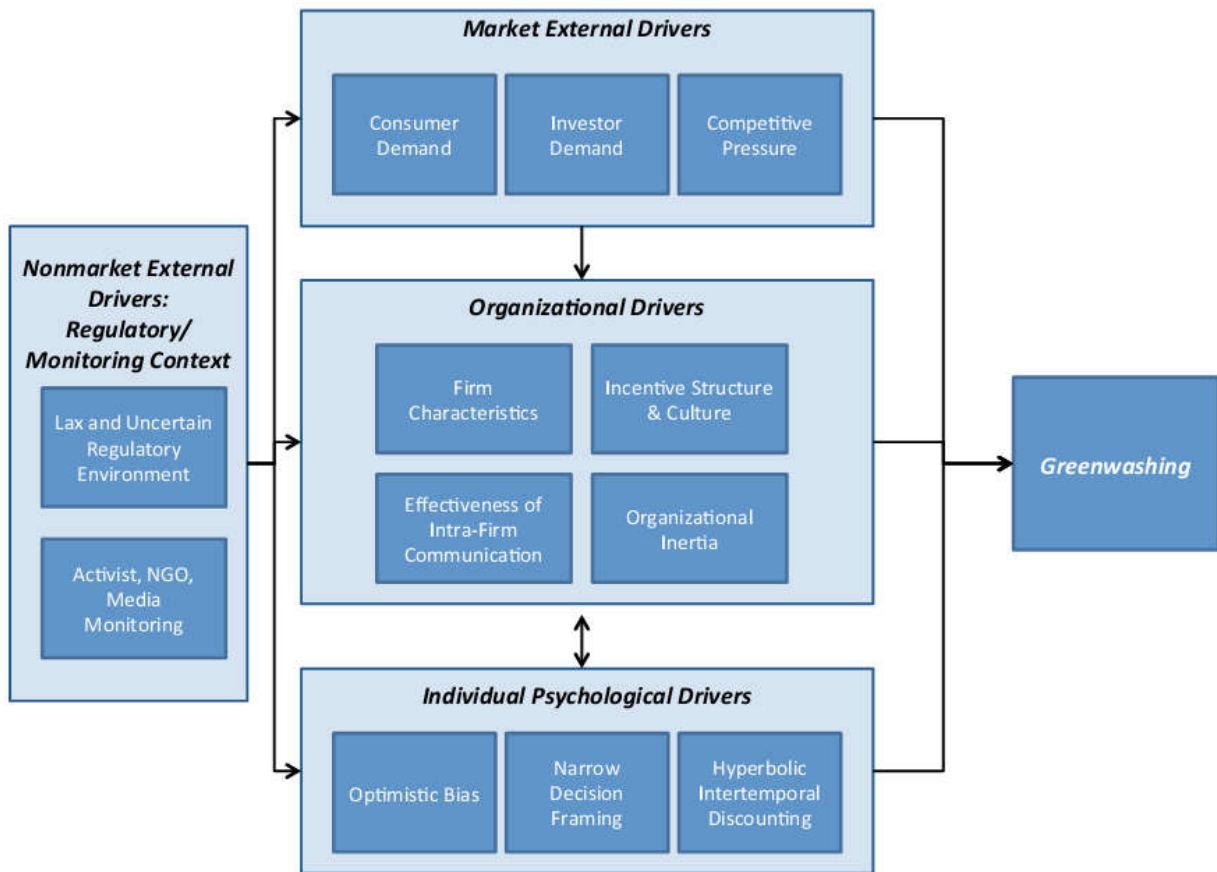 Market External Drivers
Consumer
Demand
Investor
Demand
Competitive
Pressure
Nonmarket External
Drivers:
Regulatory/
Monitoring Context
Lax and Uncertain
Regulatory
Environment
Activist, NGO,
Media
Monitoring
Organizational Drivers
Firm
Characteristics
Incentive Structure
& Culture
Effectiveness of
Intra-Firm
Communication
Organizational
Inertia
Individual Psychological Drivers
Optimistic Bias
Narrow
Decision
Framing
Hyperbolic
Intertemporal
Discounting
Greenwashing